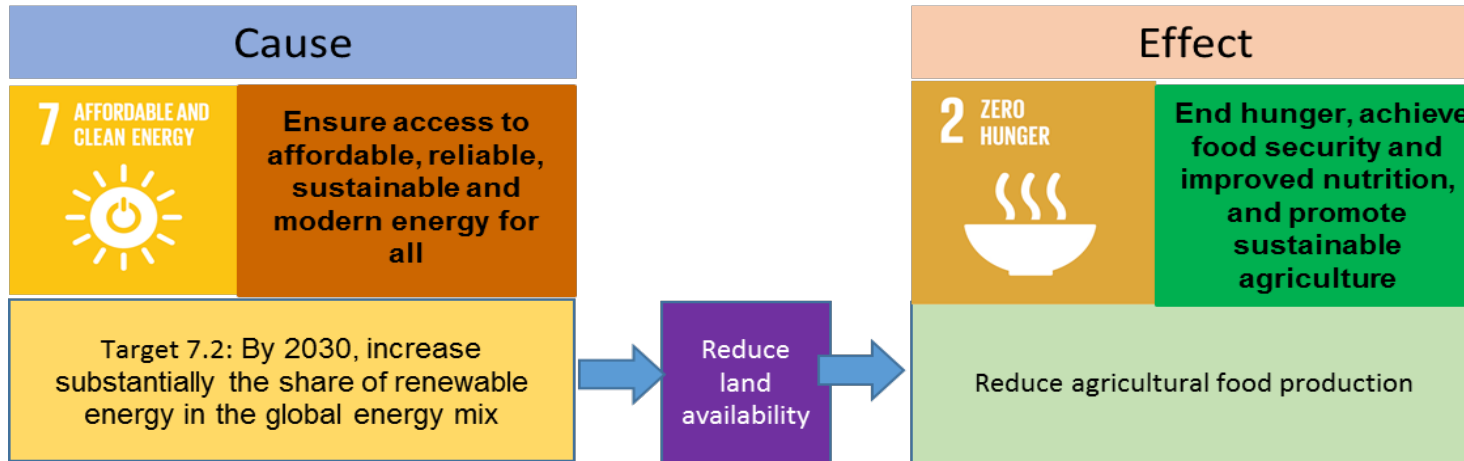 Cause
Effect
7 AFFORDABLE AND
CLEAN ENERGY
Ensure access to
affordable, reliable,
sustainable and
modern energy for
all
2 ZERO
HUNGER
End hunger, achieve
food security and
improved nutrition,
and promote
sustainable
agriculture
Target 7.2: By 2030, increase
substantially the share of renewable
energy in the global energy mix
Reduce
land
availability
Reduce agricultural food production